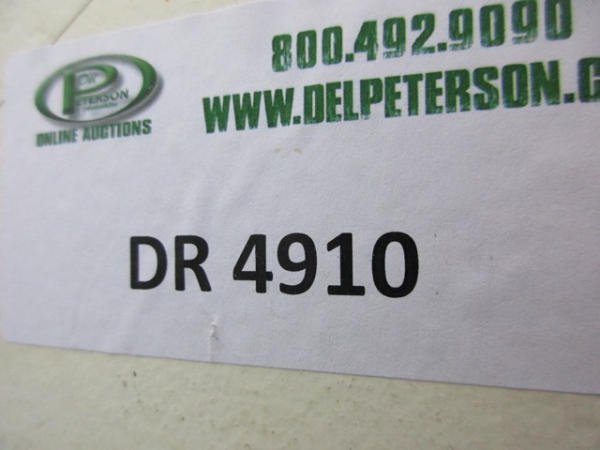 800.492.9090
WWW.DELPETERSON.C
PETERSON
ONLINE AUCTIONS
DR 4910